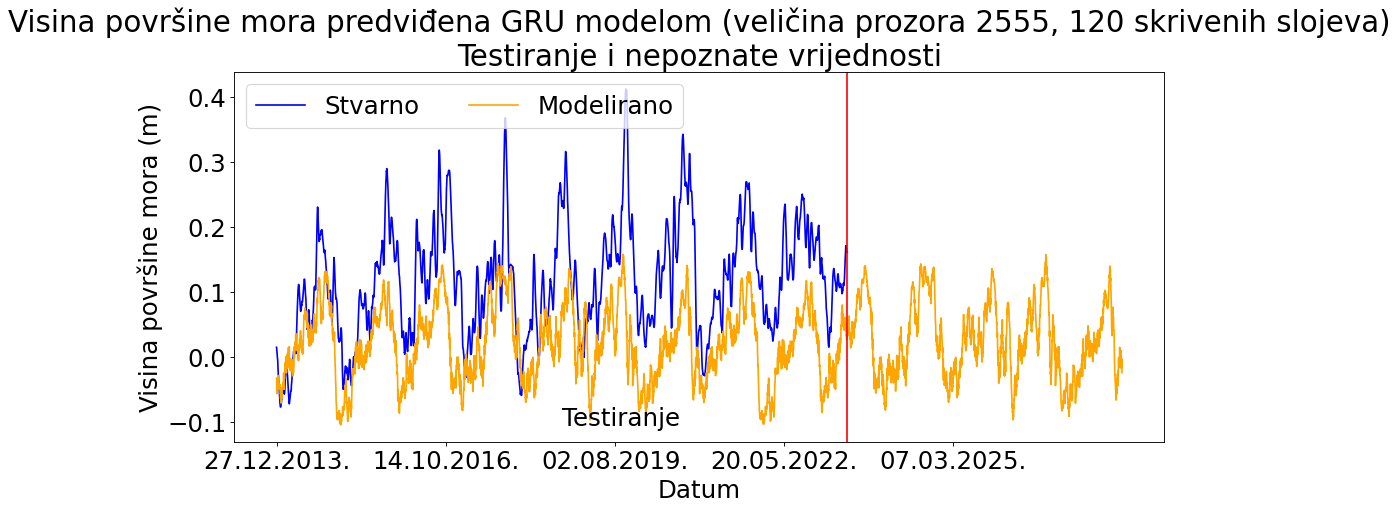 Visina površine mora predviđena GRU modelom (veličina prozora 2555, 120 skrivenih slojeva)
Testiranje i nepoznate vrijednosti
Stvarno
Modelirano
Visina površine mora (m)
0.4
0.3
0.2
0.1
0.0
−0.1
Testiranje
27.12.2013.
14.10.2016.
02.08.2019.
20.05.2022.
07.03.2025.
Datum